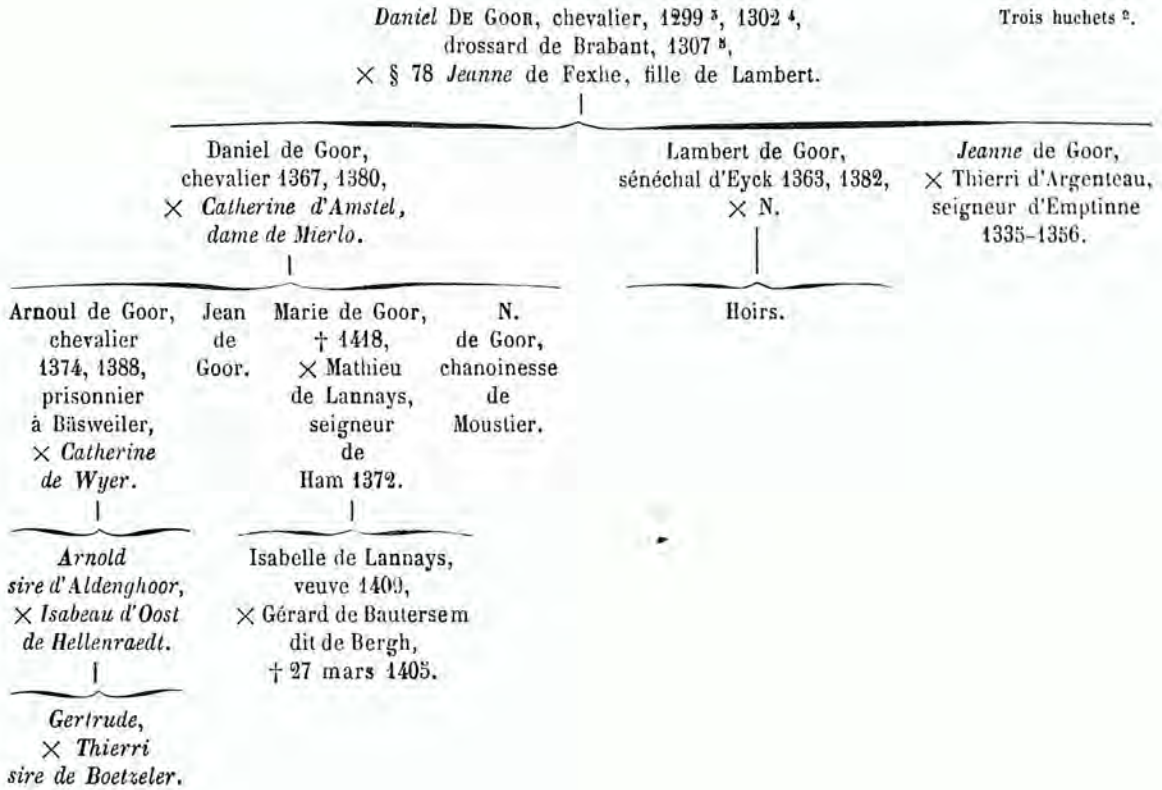 Daniel DE GOOR, chevalier, 1299 ³, 1302 ⁴,
drossard de Brabant, 1307 ⁵,
× § 78 Jeanne de Fexhe, fille de Lambert.
Trois huchets ².
Daniel de Goor,
chevalier 1367, 1380,
× Catherine d'Amstel,
dame de Mierlo.
Lambert de Goor,
sénéchal d'Eyck 1363, 1382,
× N.
Jeanne de Goor,
× Thierri d'Argenteau,
seigneur d'Emptinne
1335-1356.
Arnoul de Goor,
chevalier
1374, 1388,
prisonnier
à Bäsweiler,
× Catherine
de Wyer.
Jean
de
Goor.
Marie de Goor,
† 1418,
× Mathieu
de Lannays,
seigneur
de
Ham 1372.
N.
de Goor,
chanoinesse
de
Moustier.
Hoirs.
Arnold
sire d'Aldenghoor,
× Isabeau d'Oost
de Hellenraedt.
Isabelle de Lannays,
veuve 1409,
× Gérard de Bautersem
dit de Bergh,
† 27 mars 1405.
Gertrude,
× Thierri
sire de Boetzeler.